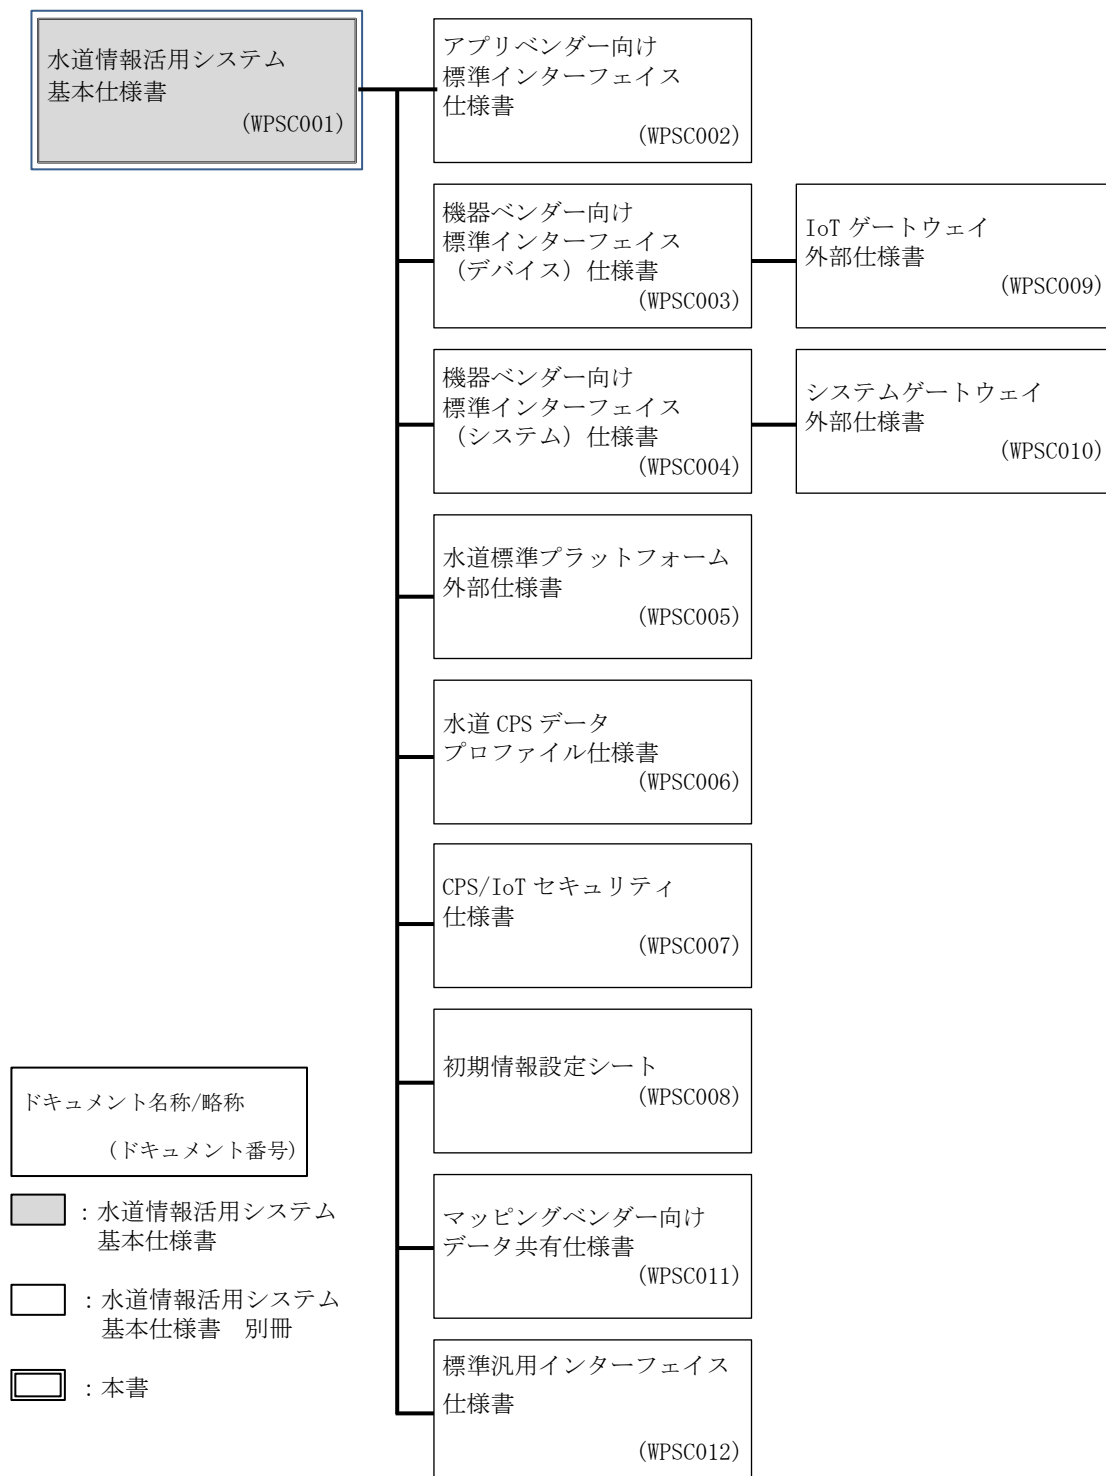 水道情報活用システム
基本仕様書
(WPSC001)
アプリベンダー向け
標準インターフェイス
仕様書
(WPSC002)
機器ベンダー向け
標準インターフェイス
（デバイス）仕様書
(WPSC003)
IoT ゲートウェイ
外部仕様書
(WPSC009)
機器ベンダー向け
標準インターフェイス
（システム）仕様書
(WPSC004)
システムゲートウェイ
外部仕様書
(WPSC010)
水道標準プラットフォーム
外部仕様書
(WPSC005)
水道 CPS データ
プロファイル仕様書
(WPSC006)
CPS/IoT セキュリティ
仕様書
(WPSC007)
初期情報設定シート
(WPSC008)
マッピングベンダー向け
データ共有仕様書
(WPSC011)
標準汎用インターフェイス
仕様書
(WPSC012)
ドキュメント名称/略称
(ドキュメント番号)
：水道情報活用システム
基本仕様書
：水道情報活用システム
基本仕様書　別冊
：本書